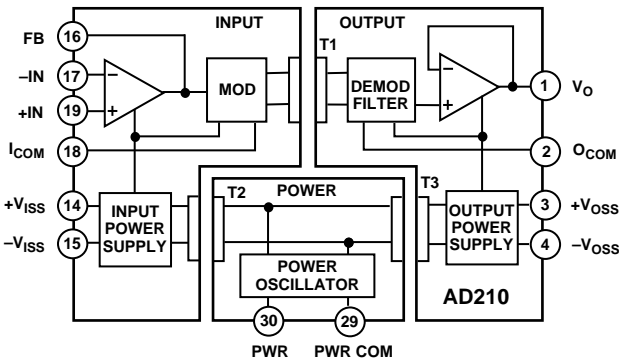 INPUT
OUTPUT
FB 16
T1
–IN 17
–
+IN 19
+
MOD
DEMOD
FILTER
–
+
1 VO
ICOM 18
2 OCOM
+VISS 14
–VISS 15
INPUT
POWER
SUPPLY
T2
POWER
T3
POWER
OSCILLATOR
OUTPUT
POWER
SUPPLY
3 +VOSS
4 –VOSS
AD210
30
29
PWR
PWR COM